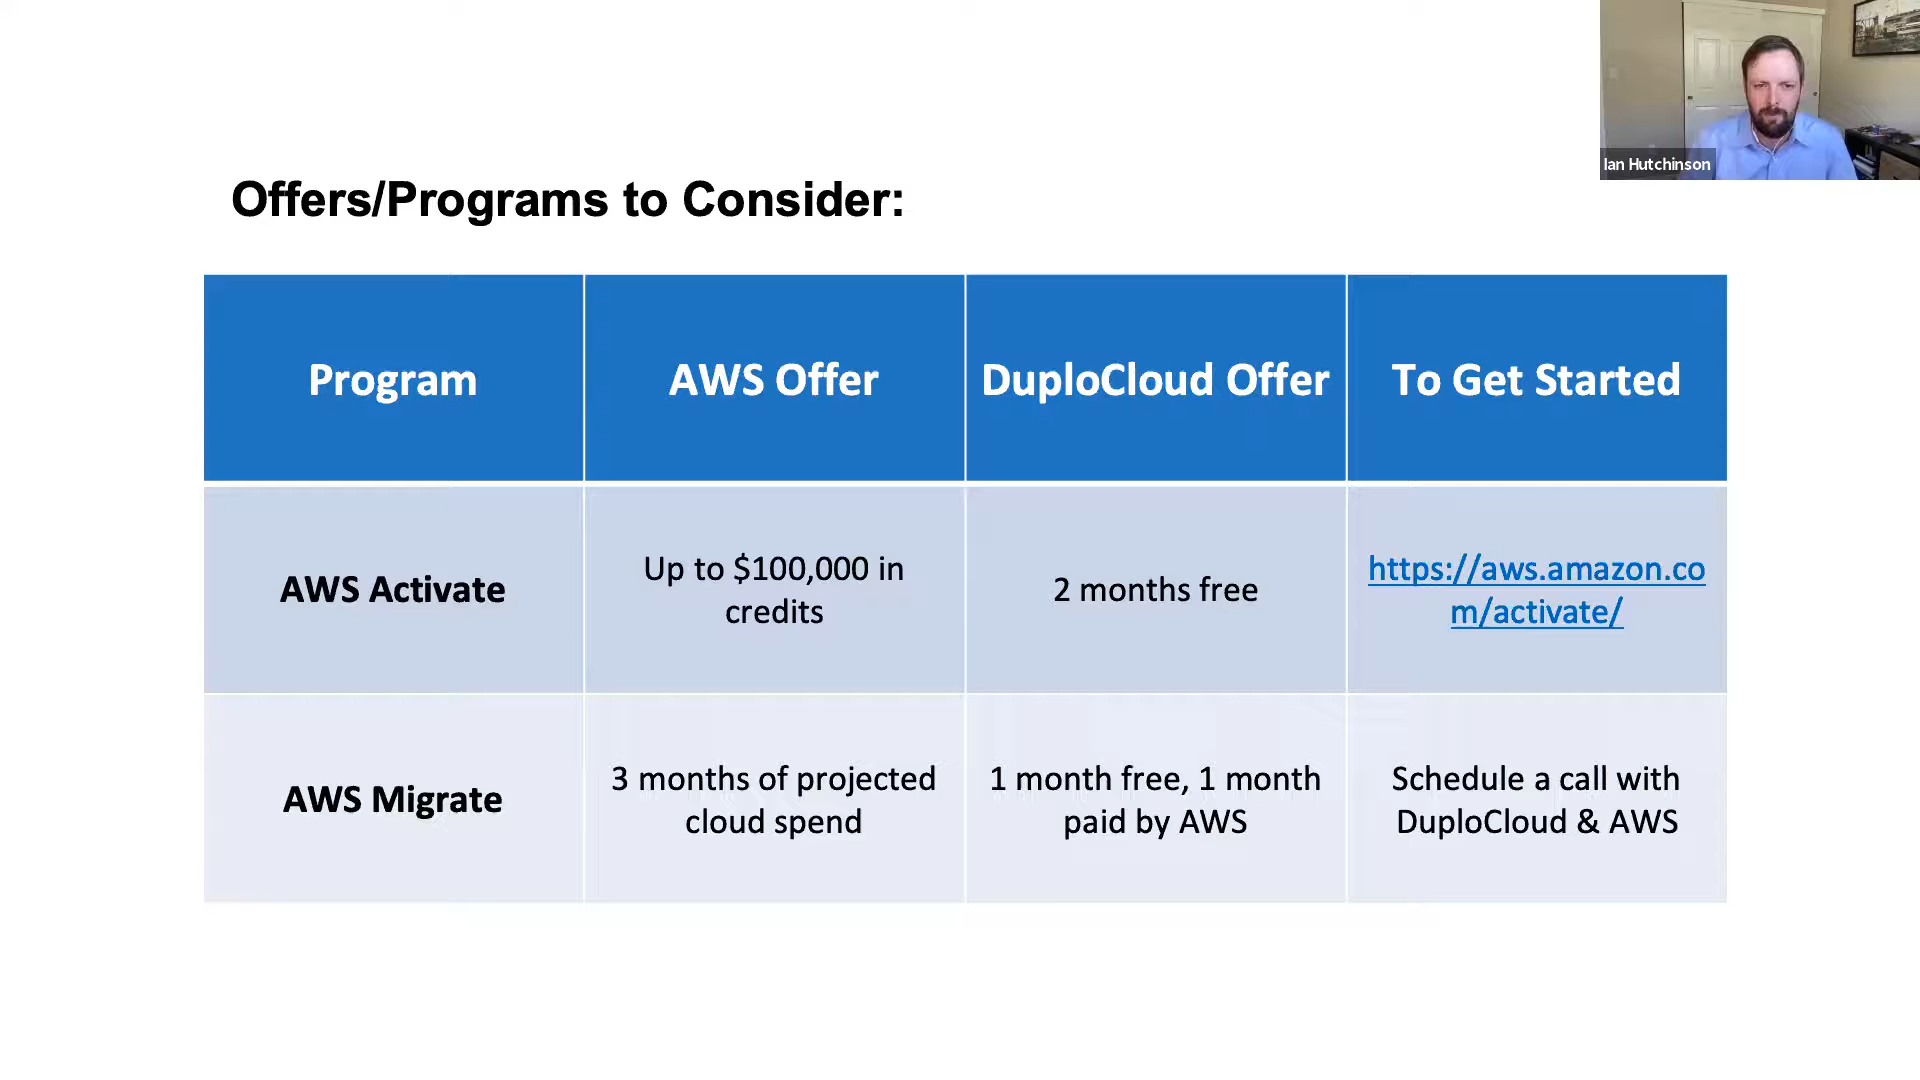 Ian Hutchinson
Offers/Programs to Consider:
Program
AWS Offer
DuploCloud Offer
To Get Started
AWS Activate
Up to $100,000 in
credits
2 months free
https://aws.amazon.co
m/activate/
AWS Migrate
3 months of projected
cloud spend
1 month free, 1 month
paid by AWS
Schedule a call with
DuploCloud & AWS